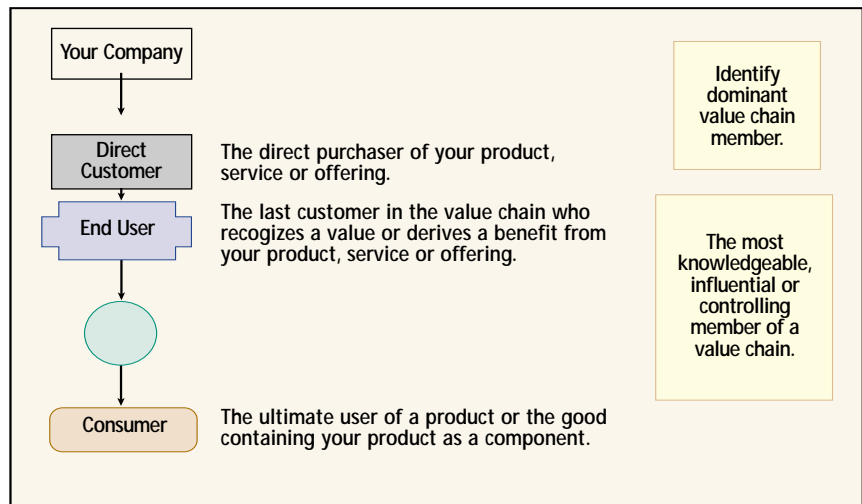 Your Company
Direct
Customer
The direct purchaser of your product,
service or offering.
End User
The last customer in the value chain who
recogizes a value or derives a benefit from
your product, service or offering.
Consumer
The ultimate user of a product or the good
containing your product as a component.
Identify
dominant
value chain
member.
The most
knowledgeable,
influential or
controlling
member of a
value chain.